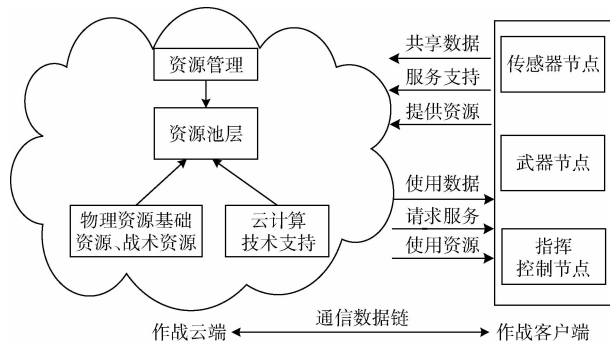 资源管理
资源池层
物理资源基础
资源、战术资源
云计算
技术支持
共享数据
服务支持
提供资源
使用数据
请求服务
使用资源
传感器节点
武器节点
指挥
控制节点
作战云端
通信数据链
作战客户端